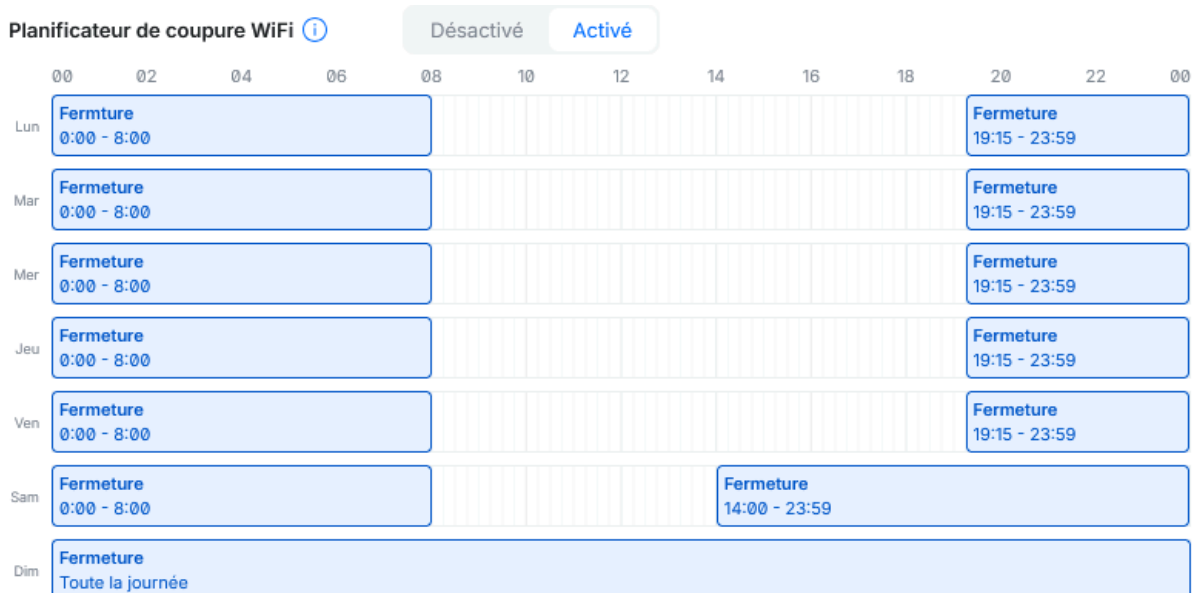 Planificateur de coupure WiFi Désactivé Activé
00 02 04 06 08 10 12 14 16 18 20 22 00
Lun
Fermture
0:00 - 8:00
Fermeture
19:15 - 23:59
Mar
Fermeture
0:00 - 8:00
Fermeture
19:15 - 23:59
Mer
Fermeture
0:00 - 8:00
Fermeture
19:15 - 23:59
Jeu
Fermeture
0:00 - 8:00
Fermeture
19:15 - 23:59
Ven
Fermeture
0:00 - 8:00
Fermeture
19:15 - 23:59
Sam
Fermeture
0:00 - 8:00
Fermeture
14:00 - 23:59
Dim
Fermeture
Toute la journée